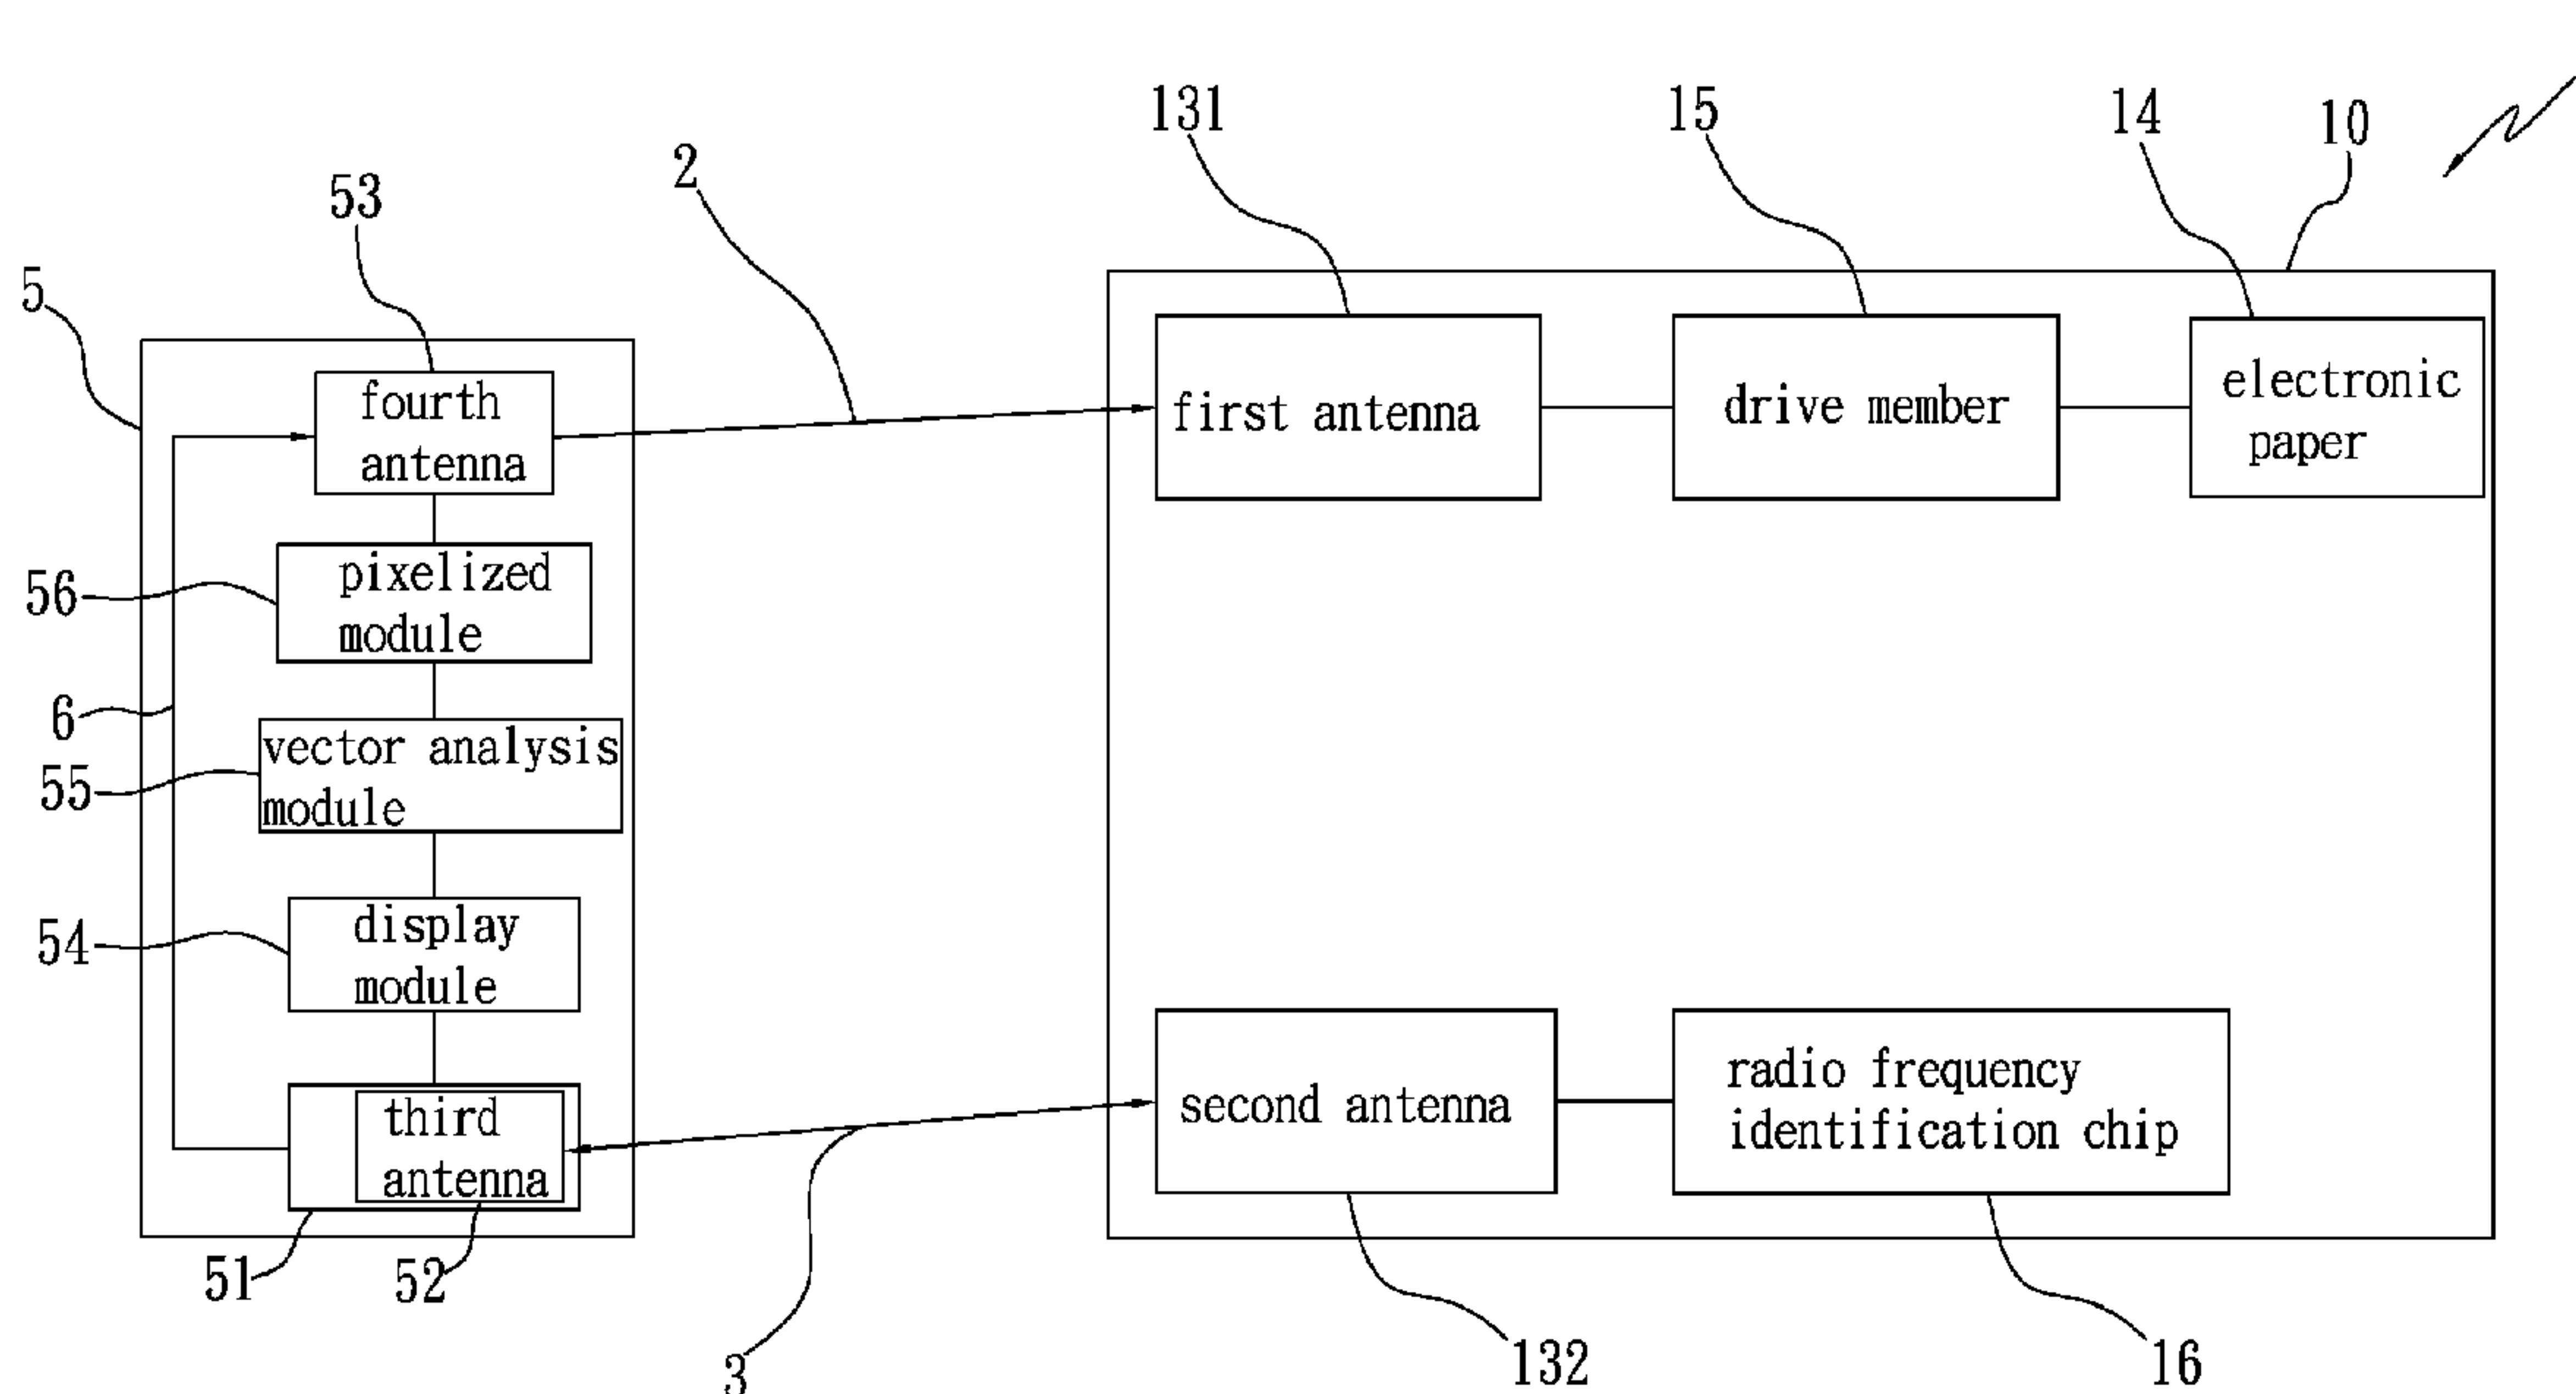 131
15
14
10
2
53
5
fourth
antenna
first antenna
drive member
electronic
paper
56
pixelized
module
6
vector analysis
module
55
54
display
module
third
antenna
second antenna
radio frequency
identification chip
51
52
3
132
16